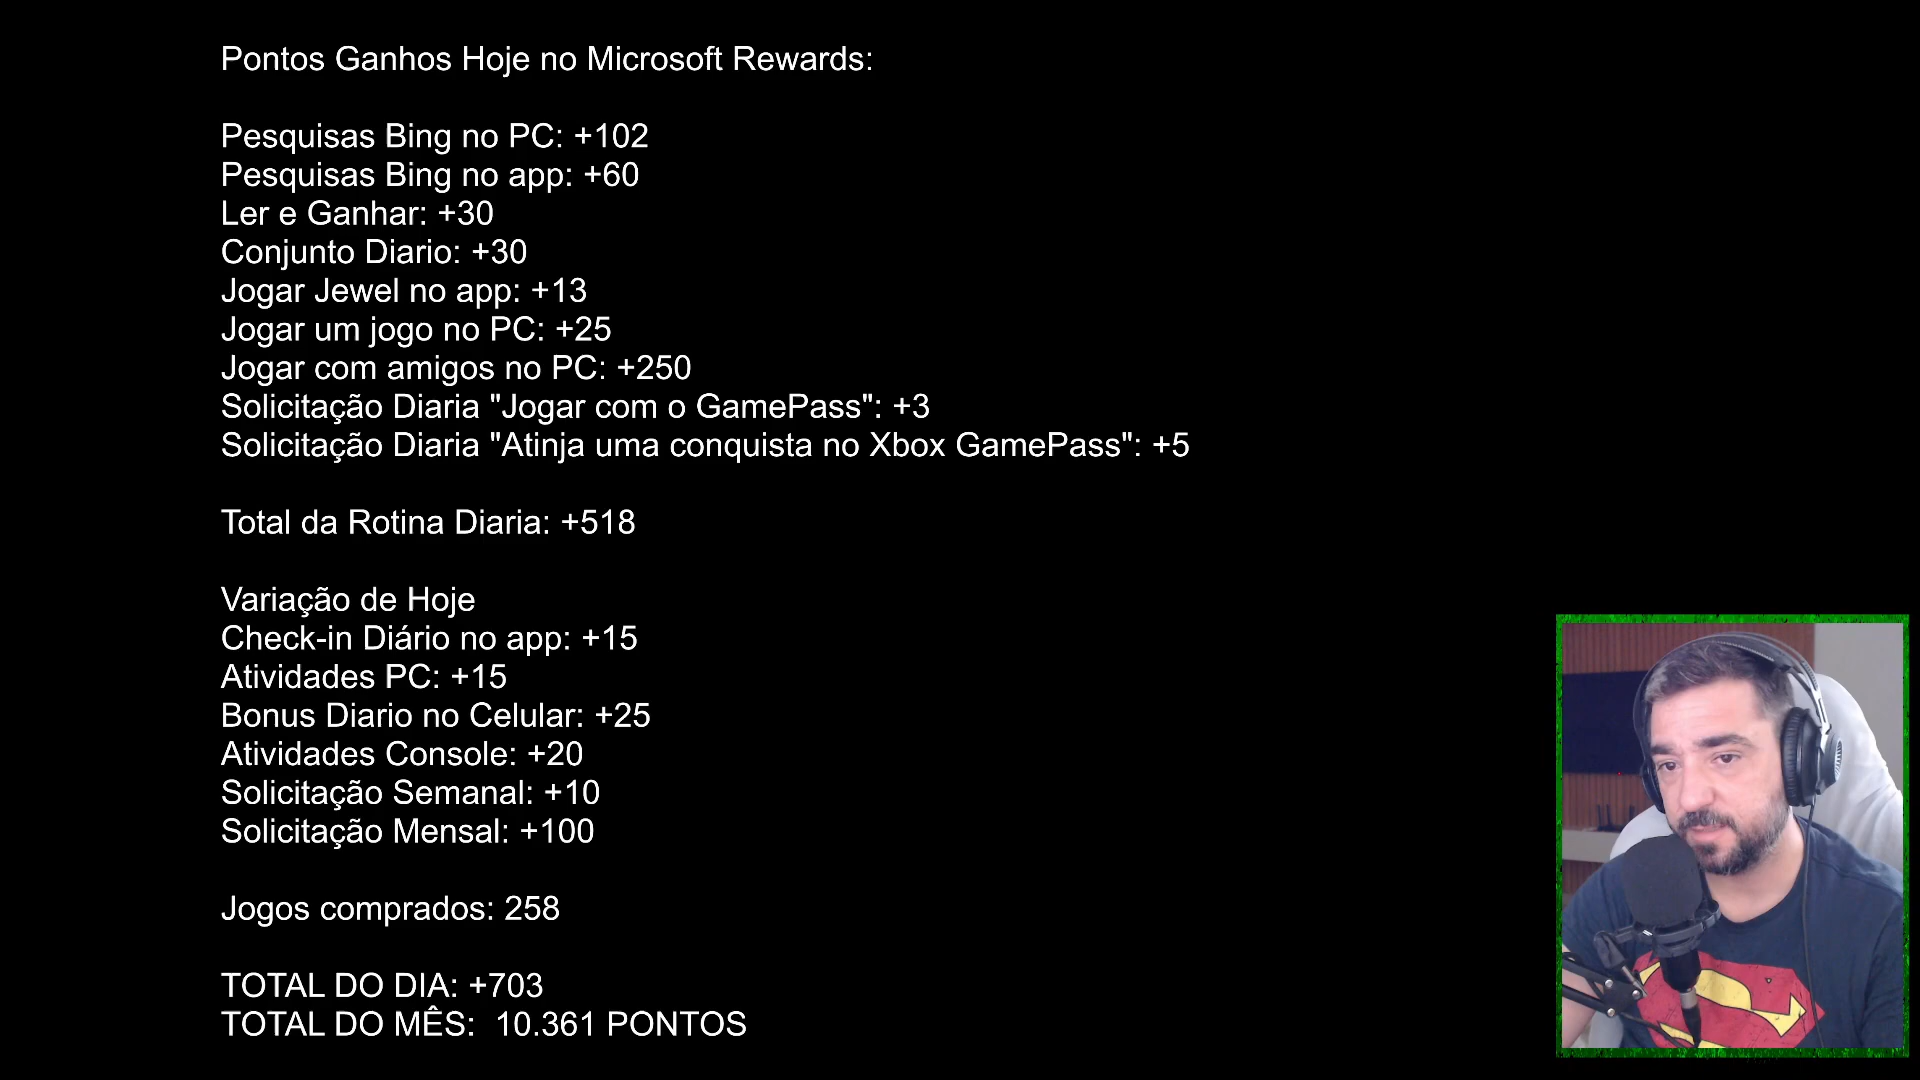 Pontos Ganhos Hoje no Microsoft Rewards:
Pesquisas Bing no PC: +102
Pesquisas Bing no app: +60
Ler e Ganhar: +30
Conjunto Diario: +30
Jogar Jewel no app: +13
Jogar um jogo no PC: +25
Jogar com amigos no PC: +250
Solicitação Diaria "Jogar com o GamePass": +3
Solicitação Diaria "Atinja uma conquista no Xbox GamePass": +5
Total da Rotina Diaria: +518
Variação de Hoje
Check-in Diário no app: +15
Atividades PC: +15
Bonus Diario no Celular: +25
Atividades Console: +20
Solicitação Semanal: +10
Solicitação Mensal: +100
Jogos comprados: 258
TOTAL DO DIA: +703
TOTAL DO MÊS:  10.361 PONTOS